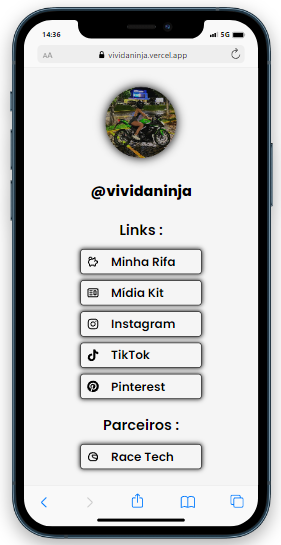 14:36
5G
AA
vividaninja.vercel.app
@vividaninja
Links :
Minha Rifa
Mídia Kit
Instagram
TikTok
Pinterest
Parceiros :
Race Tech